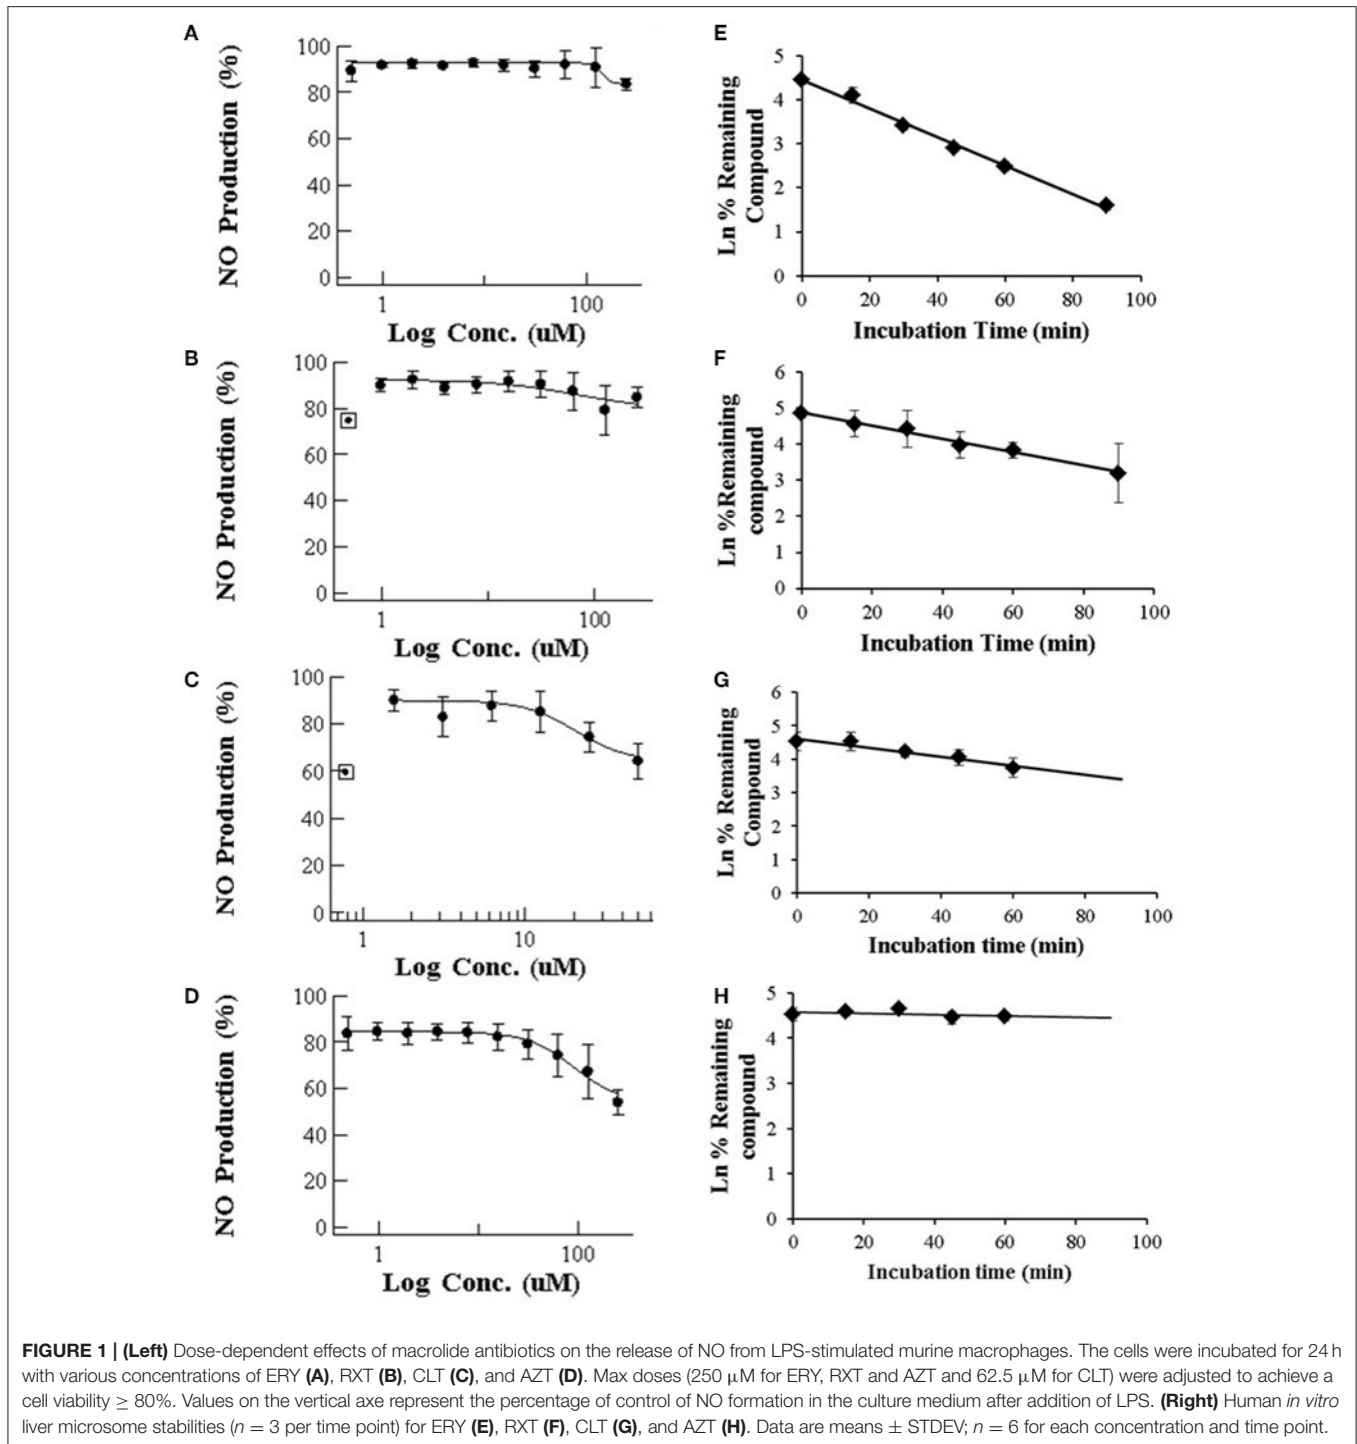 A
NO Production (%)
100
80
60
40
20
0
1
100
Log Conc. (uM)
E
Ln % Remaining
Compound
5
4
3
2
1
0
0 20 40 60 80 100
Incubation Time (min)
B
NO Production (%)
100
80
60
40
20
0
1
100
Log Conc. (uM)
F
Ln %Remaining
compound
6
5
4
3
2
1
0
0 20 40 60 80 100
Incubation Time (min)
C
NO Production (%)
100
80
60
40
20
0
1
10
Log Conc. (uM)
G
Ln % Remaining
Compound
6
5
4
3
2
1
0
0 20 40 60 80 100
Incubation time (min)
D
NO Production (%)
100
80
60
40
20
0
1
100
Log Conc. (uM)
H
Ln % Remaining
compound
5
4
3
2
1
0
0 20 40 60 80 100
Incubation time (min)
FIGURE 1 | (Left) Dose-dependent effects of macrolide antibiotics on the release of NO from LPS-stimulated murine macrophages. The cells were incubated for 24 h
with various concentrations of ERY (A), RXT (B), CLT (C), and AZT (D). Max doses (250 μM for ERY, RXT and AZT and 62.5 μM for CLT) were adjusted to achieve a
cell viability ≥ 80%. Values on the vertical axe represent the percentage of control of NO formation in the culture medium after addition of LPS. (Right) Human in vitro
liver microsome stabilities (n = 3 per time point) for ERY (E), RXT (F), CLT (G), and AZT (H). Data are means ± STDEV; n = 6 for each concentration and time point.